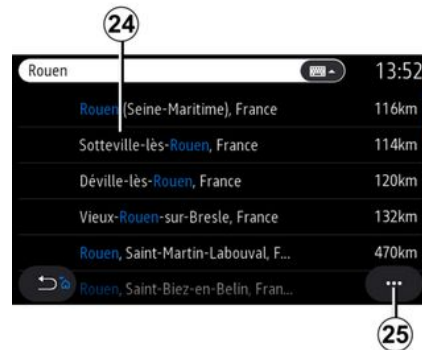 24
Rouen 13:52
Rouen (Seine-Maritime), France 116km
Sotteville-lès-Rouen, France 114km
Déville-lès-Rouen, France 120km
Vieux-Rouen-sur-Bresle, France 132km
Rouen, Saint-Martin-Labouval, F... 470km
Rouen, Saint-Biez-en-Belin, Fran...
25